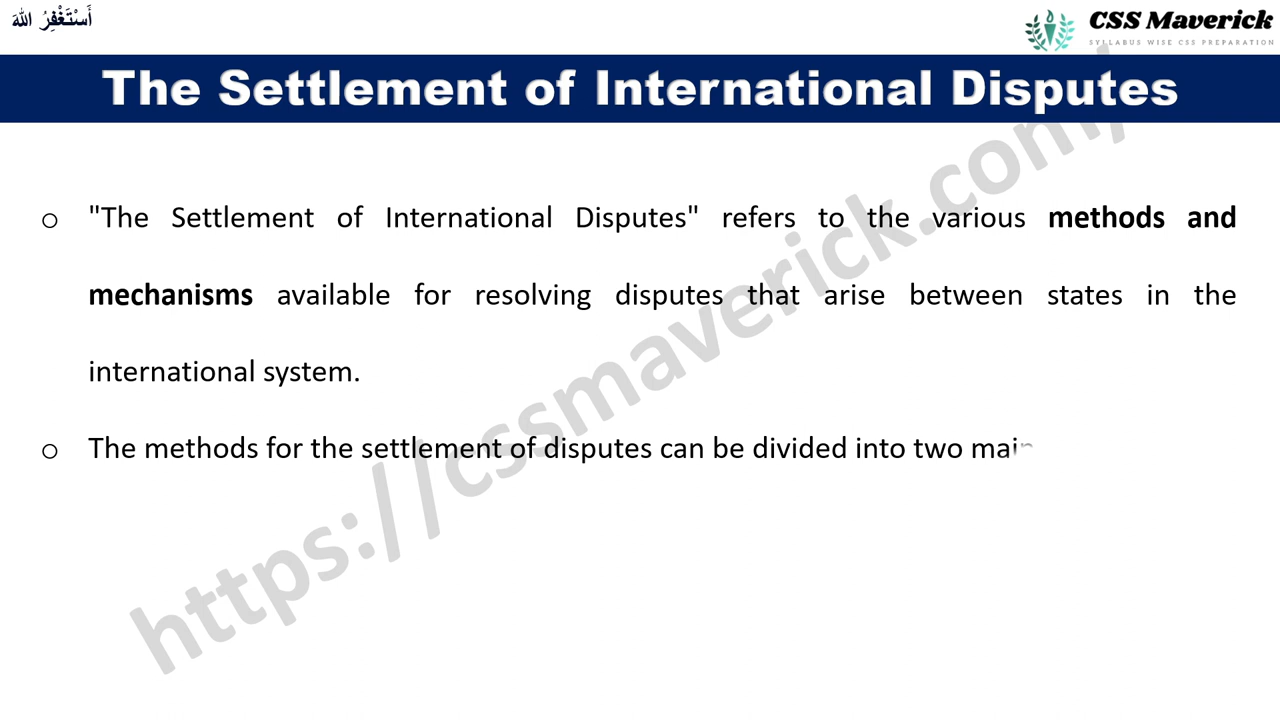 أَسْتَغْفِرُ اللهَ
CSS Maverick
SYLLABUS WISE CSS PREPARATION
The Settlement of International Disputes
"The Settlement of International Disputes" refers to the various methods and
mechanisms available for resolving disputes that arise between states in the
international system.
The methods for the settlement of disputes can be divided into two main
https://cssmaverick.com/